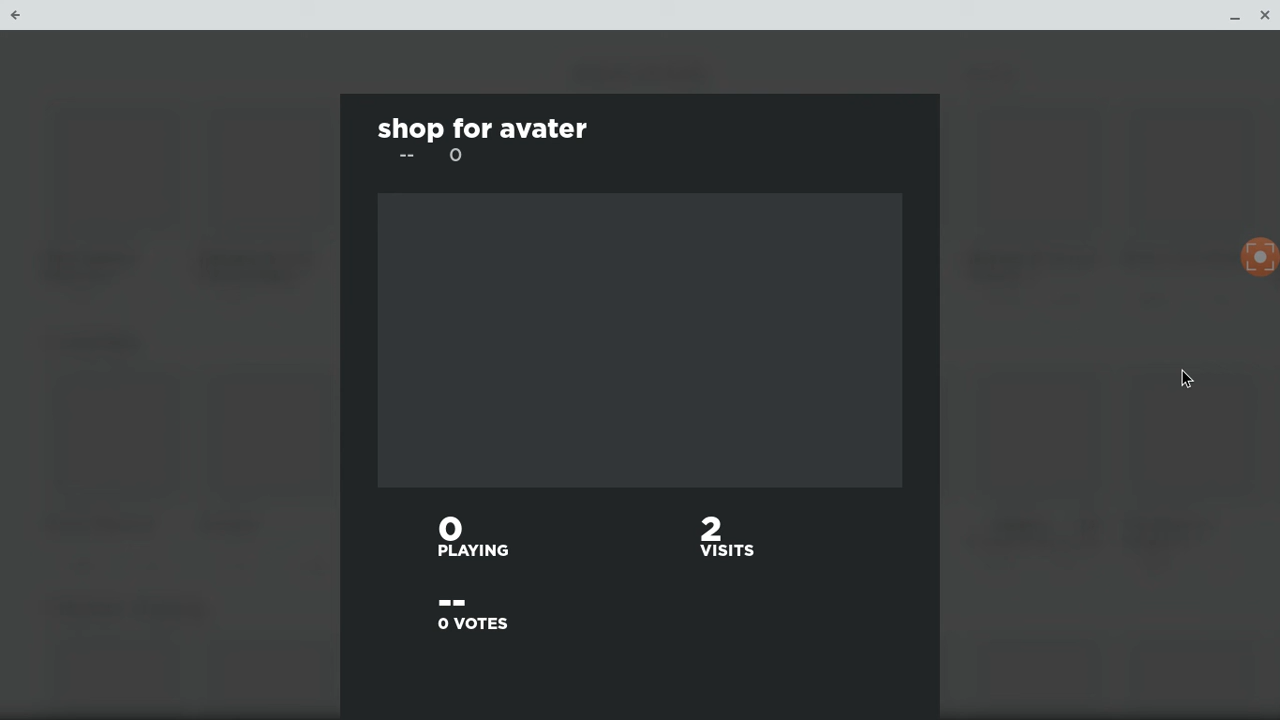 shop for avater
-- 0
0
PLAYING
2
VISITS
--
0 VOTES